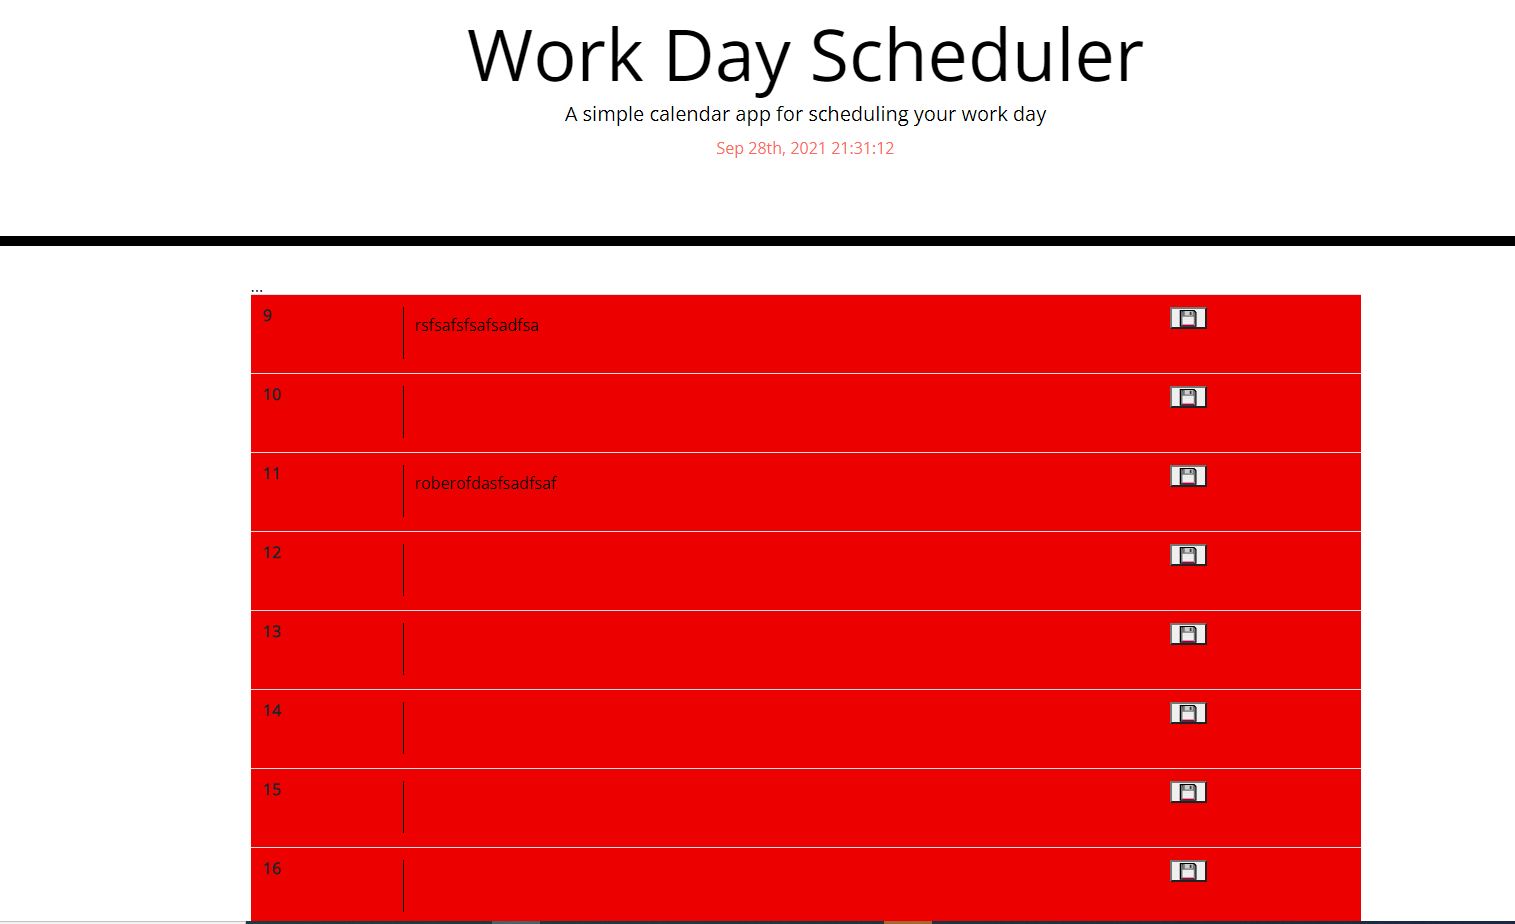 Work Day Scheduler
A simple calendar app for scheduling your work day
Sep 28th, 2021 21:31:12
...
9 rsfsafsfsafsadfsa
10
11 roberofdasfsadfsaf
12
13
14
15
16